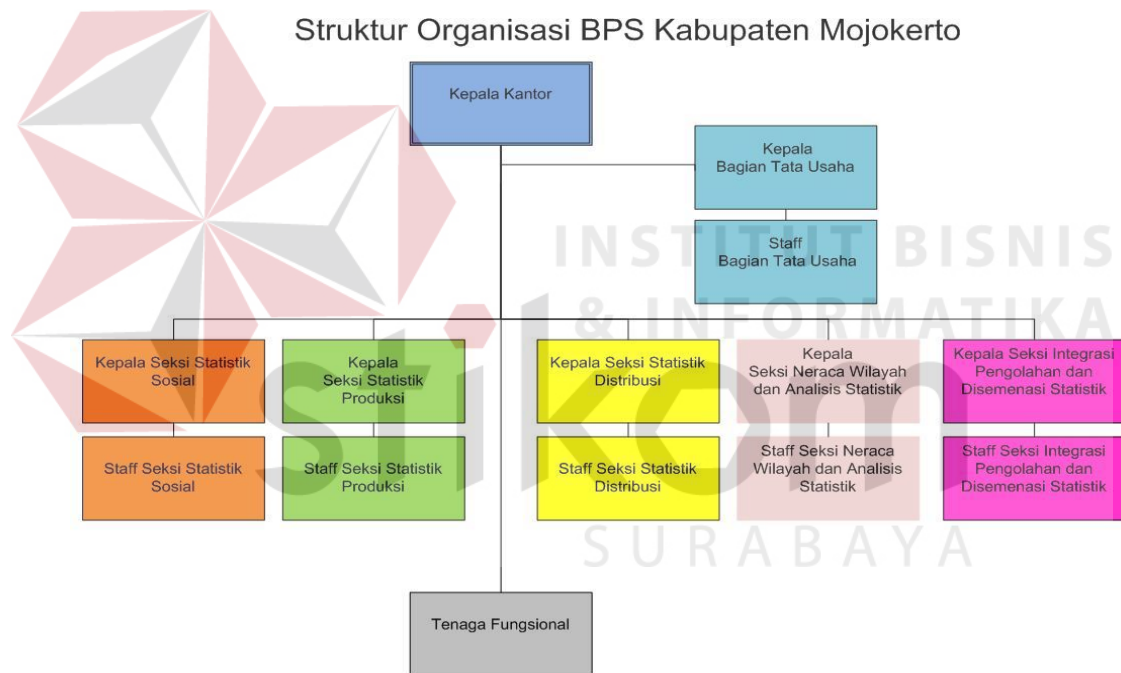 Struktur Organisasi BPS Kabupaten Mojokerto
Kepala Kantor
Kepala
Bagian Tata Usaha
Staff
Bagian Tata Usaha
INSTITUT BISNIS
& INFORMATIKA
stikom
SURABAYA
Kepala Seksi Statistik
Sosial
Kepala
Seksi Statistik
Produksi
Kepala Seksi Statistik
Distribusi
Kepala
Seksi Neraca Wilayah
dan Analisis Statistik
Kepala Seksi Integrasi
Pengolahan dan
Disemenasi Statistik
Staff Seksi Statistik
Sosial
Staff Seksi Statistik
Produksi
Staff Seksi Statistik
Distribusi
Staff Seksi Neraca
Wilayah dan Analisis
Statistik
Staff Seksi Integrasi
Pengolahan dan
Disemenasi Statistik
Tenaga Fungsional